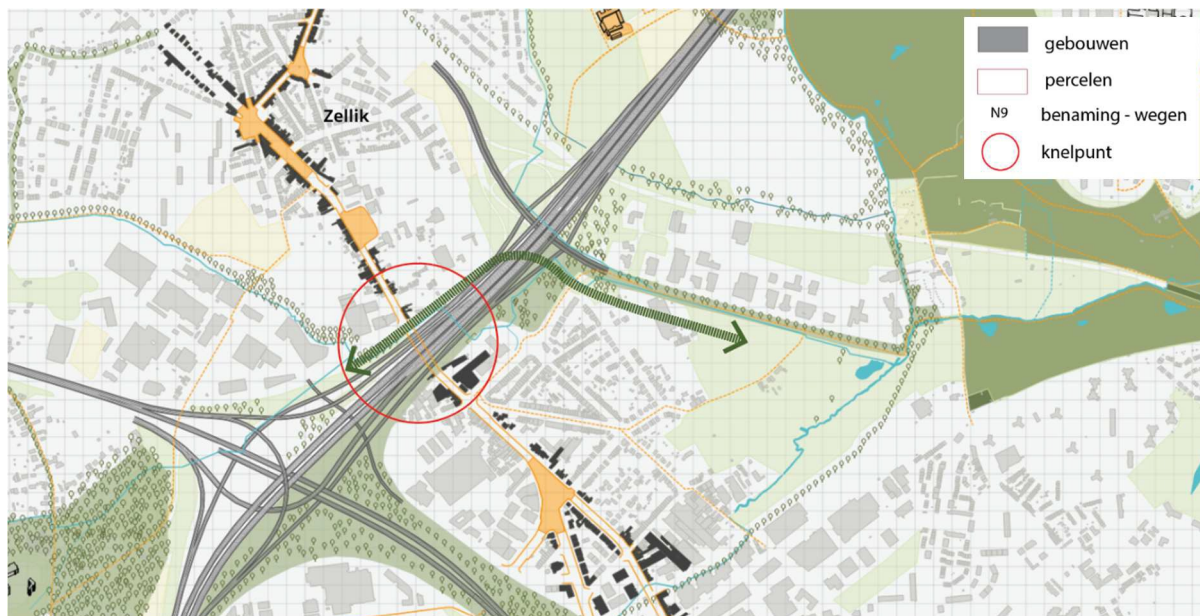 Zellik
gebouwen
percelen
N9 benaming - wegen
knelpunt